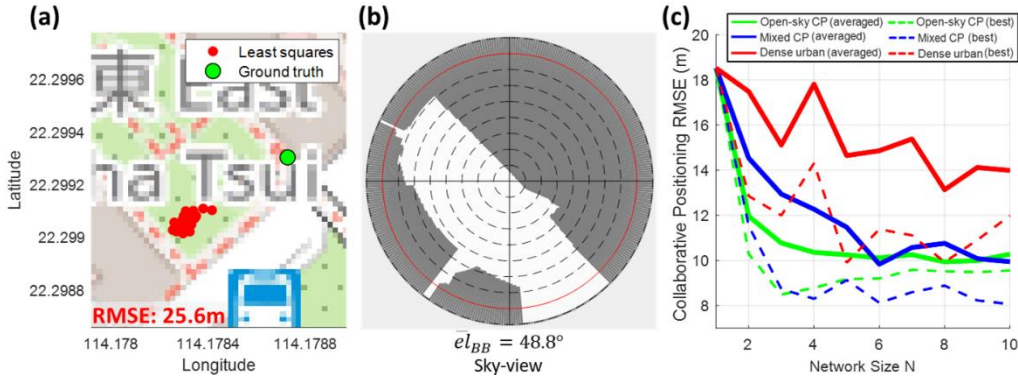 (a)
Least squares
Ground truth
東 East
na Tsui
RMSE: 25.6m
22.2996
22.2994
22.2992
22.299
22.2988
Latitude
114.178
114.1784
114.1788
Longitude
(b)
el_BB = 48.8°
Sky-view
(c)
Open-sky CP (averaged)
Mixed CP (averaged)
Dense urban (averaged)
Open-sky CP (best)
Mixed CP (best)
Dense urban (best)
20
18
16
14
12
10
8
Collaborative Positioning RMSE (m)
2
4
6
8
10
Network Size N